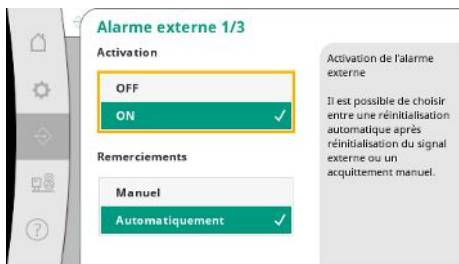 Alarme externe 1/3
Activation
OFF
ON
Remerciements
Manuel
Automatiquement
Activation de l'alarme
externe
Il est possible de choisir
entre une réinitialisation
automatique après
réinitialisation du signal
externe ou un
acquittement manuel.